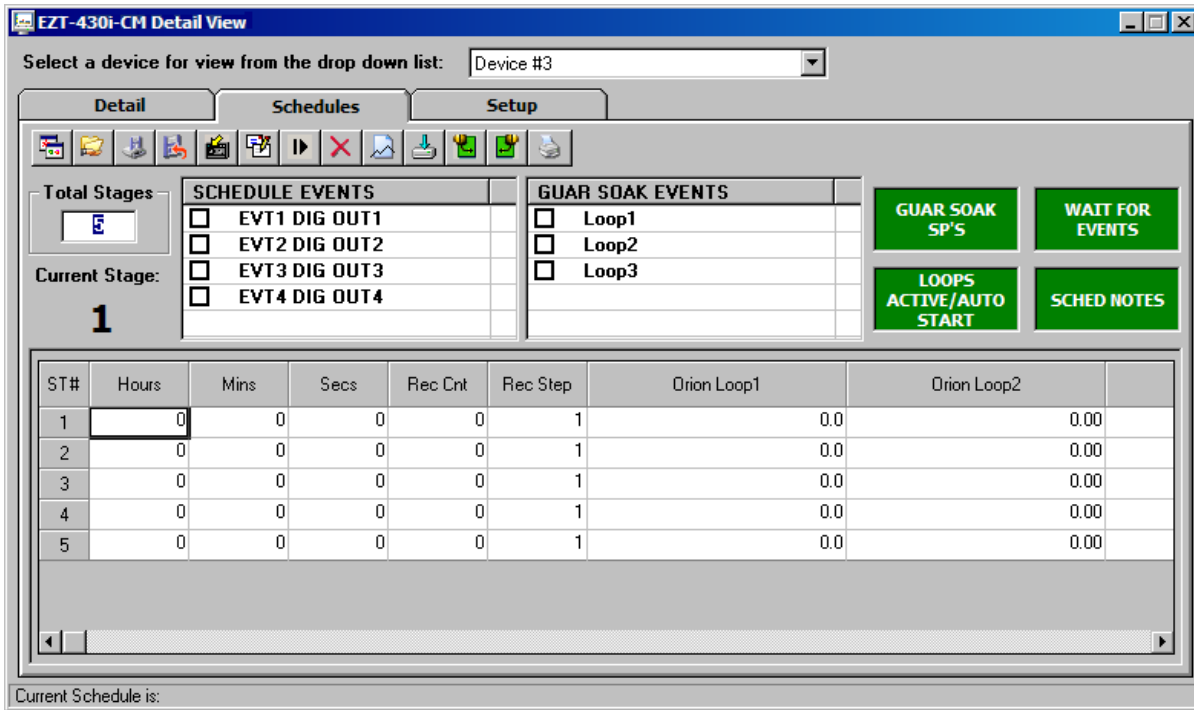 EZT-430i-CM Detail View
Select a device for view from the drop down list: Device #3
Detail Schedules Setup
Total Stages
5
Current Stage:
1
SCHEDULE EVENTS
EVT1 DIG OUT1
EVT2 DIG OUT2
EVT3 DIG OUT3
EVT4 DIG OUT4
GUAR SOAK EVENTS
Loop1
Loop2
Loop3
GUAR SOAK
SP'S
WAIT FOR
EVENTS
LOOPS
ACTIVE/AUTO
START
SCHED NOTES
ST# Hours Mins Secs Rec Cnt Rec Step Orion Loop1 Orion Loop2
1 0 0 0 0 1 0.0 0.00
2 0 0 0 0 1 0.0 0.00
3 0 0 0 0 1 0.0 0.00
4 0 0 0 0 1 0.0 0.00
5 0 0 0 0 1 0.0 0.00
Current Schedule is: